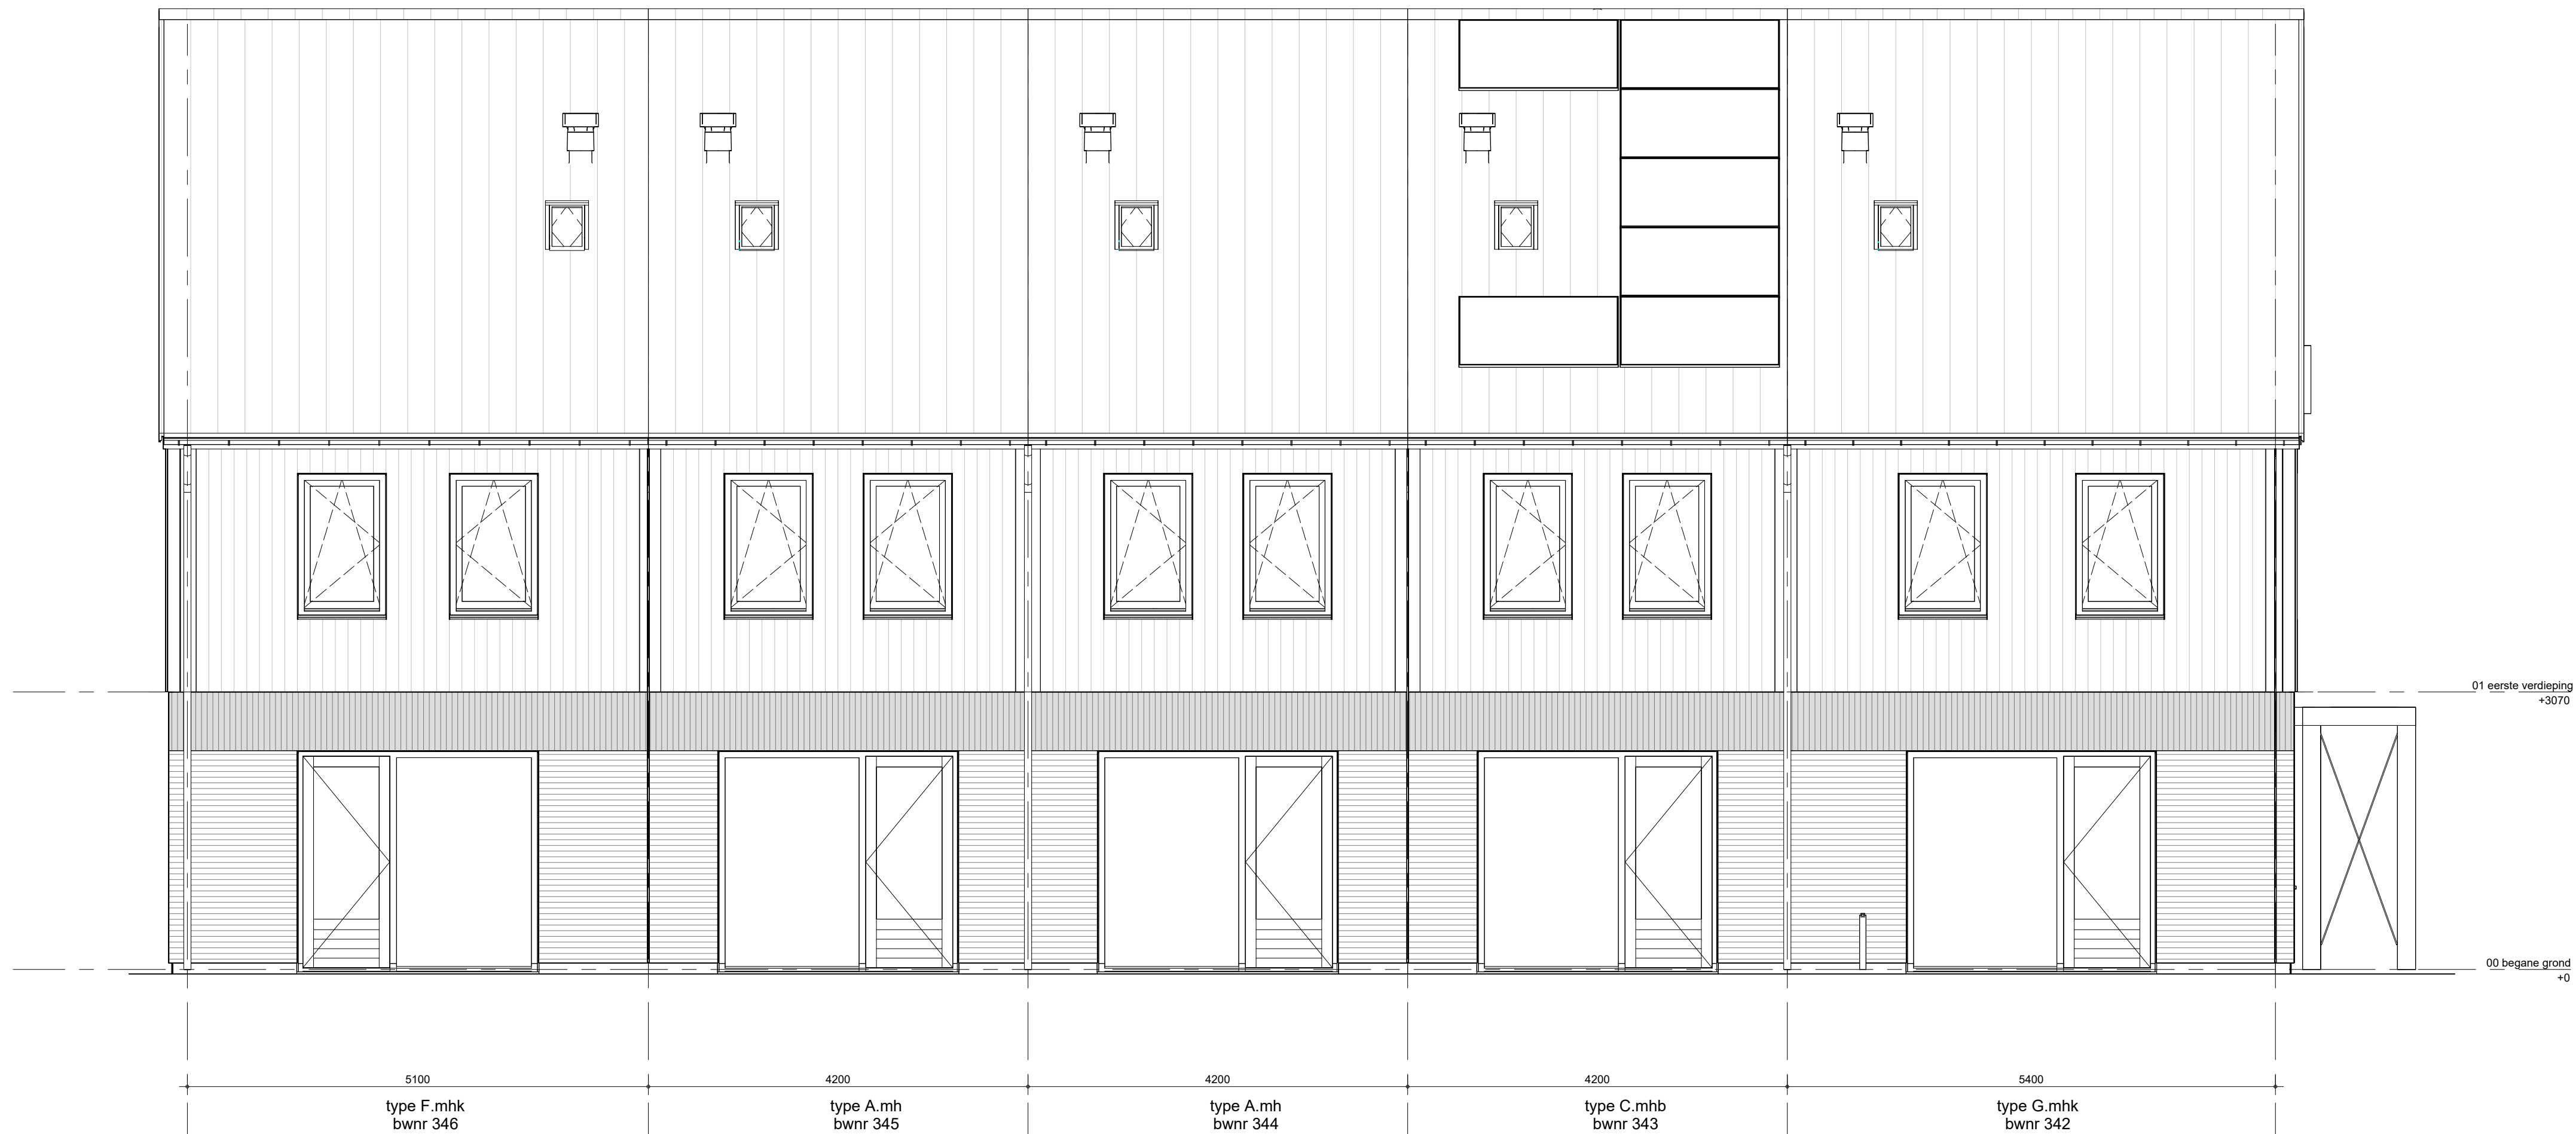 01 eerste verdieping
+3070
00 begane grond
+0
5100
4200
4200
4200
5400
type F.mhk
bwnr 346
type A.mh
bwnr 345
type A.mh
bwnr 344
type C.mhb
bwnr 343
type G.mhk
bwnr 342